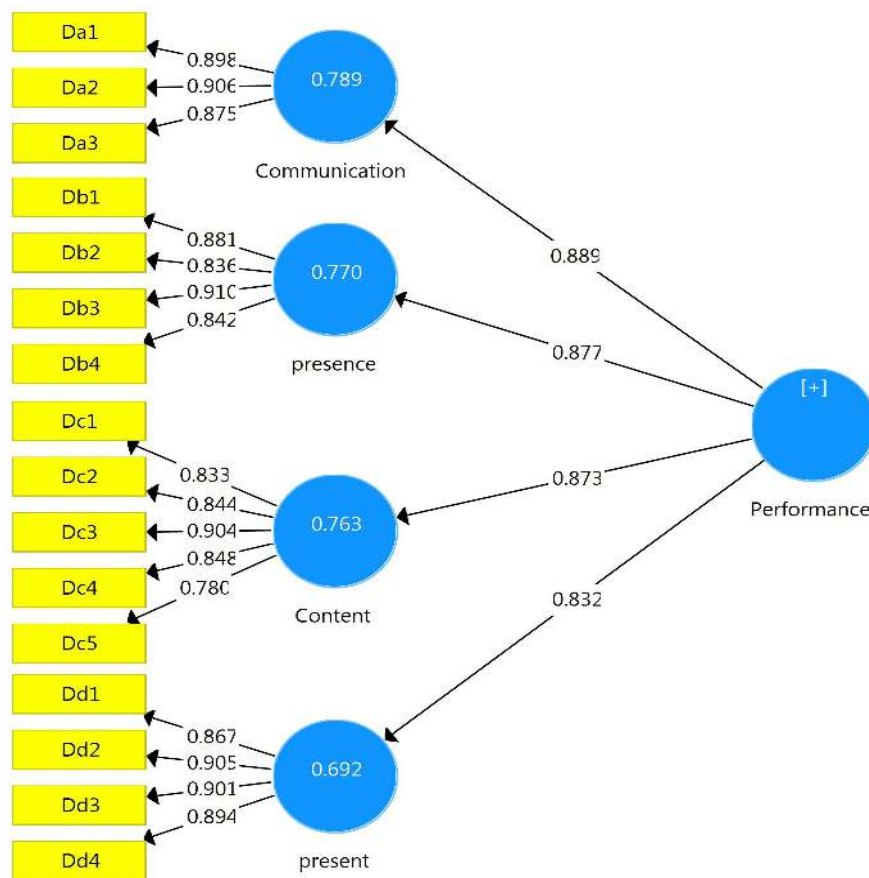 Da1
Da2
Da3
0.898
0.906
0.875
0.789
Communication
0.889
Db1
Db2
Db3
Db4
0.881
0.836
0.910
0.842
0.770
presence
0.877
[+]
Performance
Dc1
Dc2
Dc3
Dc4
Dc5
0.833
0.844
0.904
0.848
0.780
0.763
Content
0.873
Dd1
Dd2
Dd3
Dd4
0.867
0.905
0.901
0.894
0.692
present
0.832